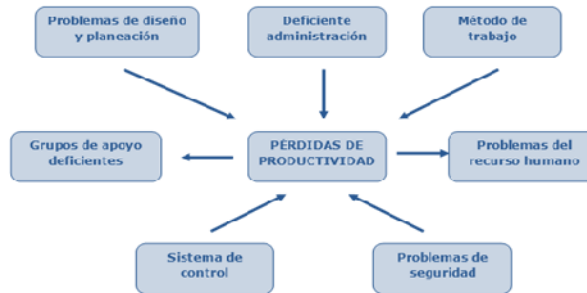 Problemas de diseño
y planeación
Deficiente
administración
Método de
trabajo
Grupos de apoyo
deficientes
PÉRDIDAS DE
PRODUCTIVIDAD
Problemas del
recurso humano
Sistema de
control
Problemas de
seguridad